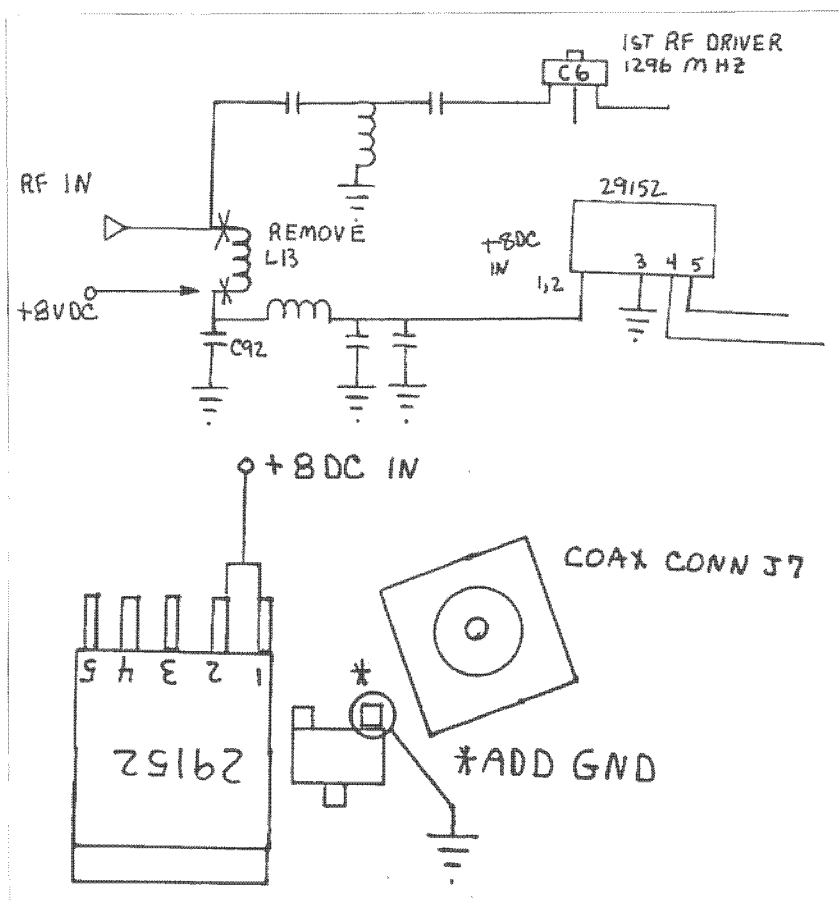 1ST RF DRIVER
1296 MHZ
C6
RF IN
29152
REMOVE
L13
+8DC
IN
1,2
3 4 5
+8VDC
C92
+8DC IN
COAX CONN J7
5 4 3 2 1
*
29152
*ADD GND